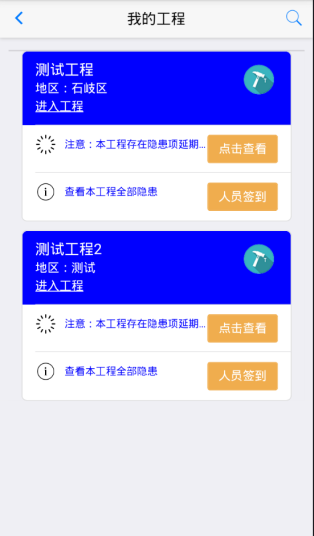 我的工程
测试工程
地区：石岐区
进入工程
注意：本工程存在隐患项延期...
点击查看
查看本工程全部隐患
人员签到
测试工程2
地区：测试
进入工程
注意：本工程存在隐患项延期...
点击查看
查看本工程全部隐患
人员签到